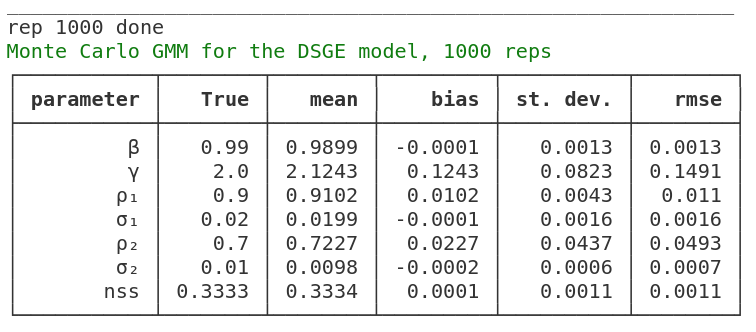 rep 1000 done
Monte Carlo GMM for the DSGE model, 1000 reps
parameter True mean bias st. dev. rmse
β 0.99 0.9899 -0.0001 0.0013 0.0013
γ 2.0 2.1243 0.1243 0.0823 0.1491
ρ₁ 0.9 0.9102 0.0102 0.0043 0.011
σ₁ 0.02 0.0199 -0.0001 0.0016 0.0016
ρ₂ 0.7 0.7227 0.0227 0.0437 0.0493
σ₂ 0.01 0.0098 -0.0002 0.0006 0.0007
nss 0.3333 0.3334 0.0001 0.0011 0.0011